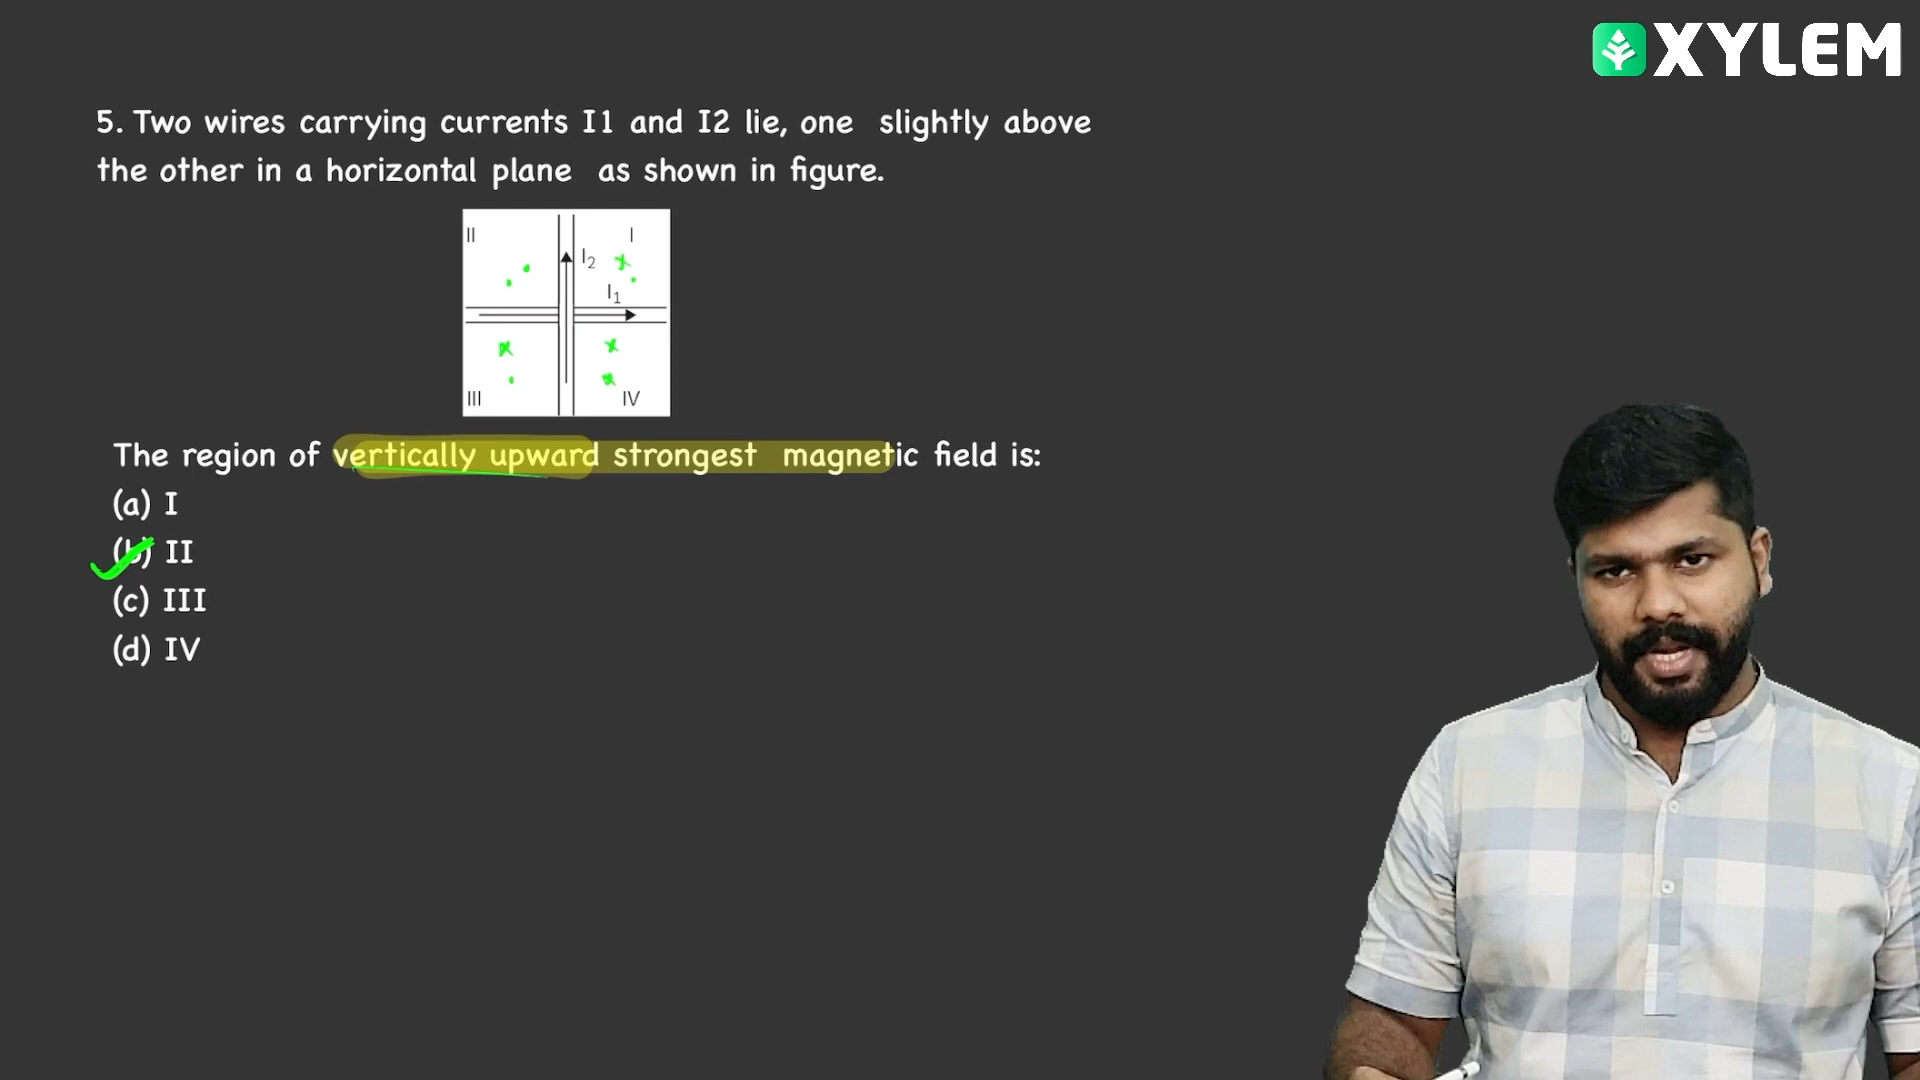 XYLEM
5. Two wires carrying currents I1 and I2 lie, one slightly above
the other in a horizontal plane as shown in figure.
II I
I2
I1
III IV
The region of vertically upward strongest magnetic field is:
(a) I
(b) II
(c) III
(d) IV